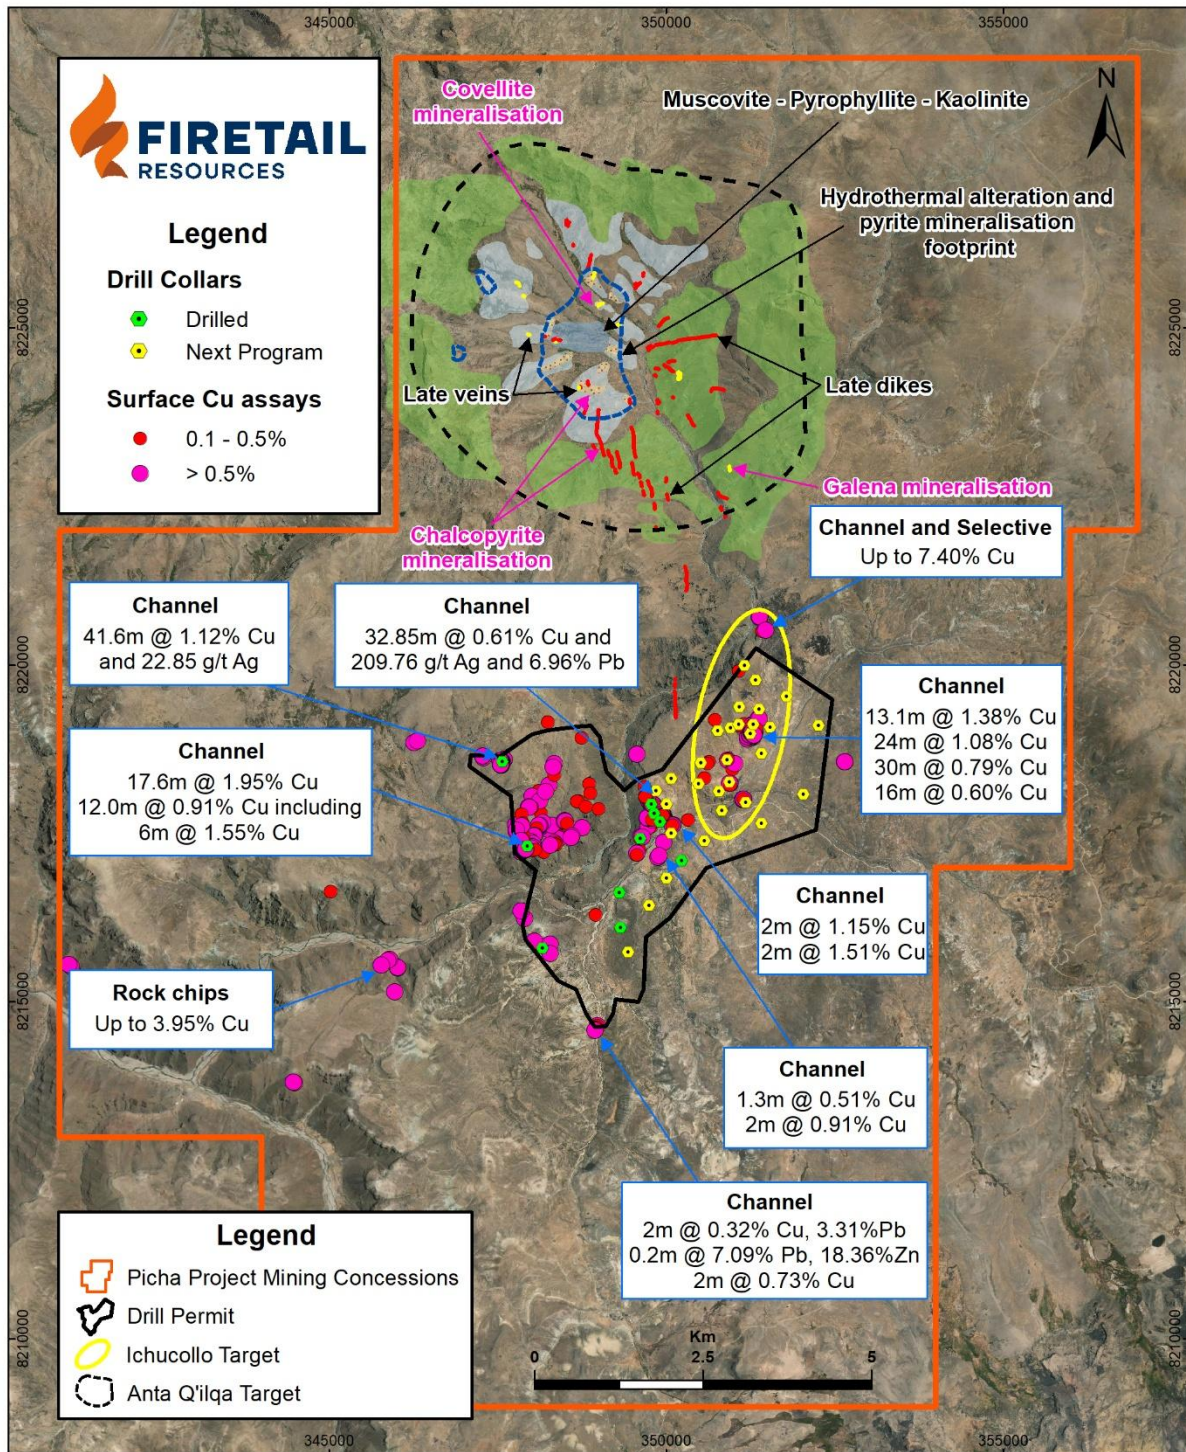 345000
350000
355000
FIRETAIL
RESOURCES
Legend
Drill Collars
Drilled
Next Program
Surface Cu assays
0.1 - 0.5%
> 0.5%
Covellite
mineralisation
Muscovite - Pyrophyllite - Kaolinite
N
Hydrothermal alteration and
pyrite mineralisation
footprint
8225000
8225000
Late veins
Late dikes
Galena mineralisation
Chalcopyrite
mineralisation
Channel and Selective
Up to 7.40% Cu
Channel
41.6m @ 1.12% Cu
and 22.85 g/t Ag
Channel
32.85m @ 0.61% Cu and
209.76 g/t Ag and 6.96% Pb
8220000
8220000
Channel
13.1m @ 1.38% Cu
24m @ 1.08% Cu
30m @ 0.79% Cu
16m @ 0.60% Cu
Channel
17.6m @ 1.95% Cu
12.0m @ 0.91% Cu including
6m @ 1.55% Cu
Channel
2m @ 1.15% Cu
2m @ 1.51% Cu
Rock chips
Up to 3.95% Cu
8215000
8215000
Channel
1.3m @ 0.51% Cu
2m @ 0.91% Cu
Channel
2m @ 0.32% Cu, 3.31%Pb
0.2m @ 7.09% Pb, 18.36%Zn
2m @ 0.73% Cu
Legend
Picha Project Mining Concessions
Drill Permit
Ichucollo Target
Anta Q'ilqa Target
Km
0 2.5 5
8210000
8210000
345000
350000
355000